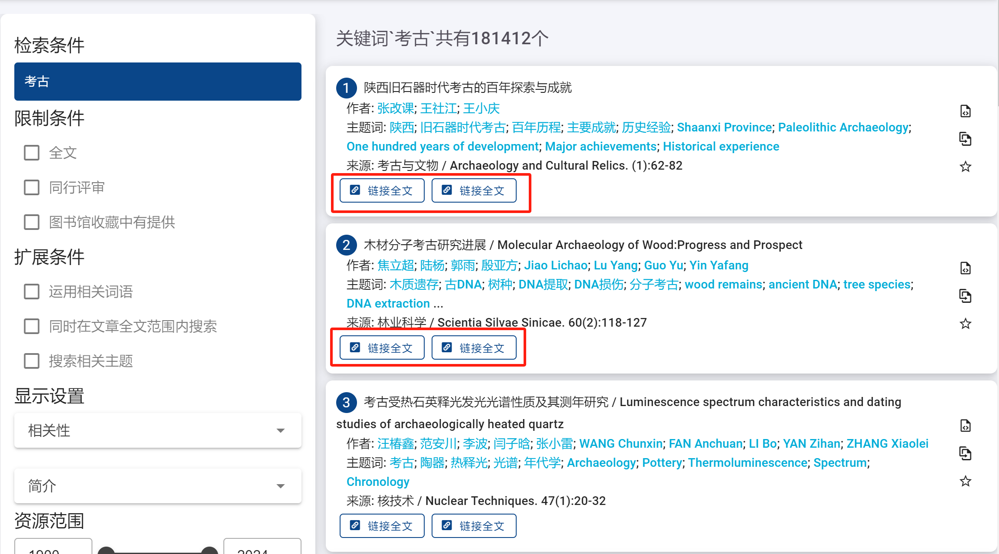 检索条件
考古
限制条件
全文
同行评审
图书馆收藏中有提供
扩展条件
运用相关词语
同时在文章全文范围内搜索
搜索相关主题
显示设置
相关性
简介
资源范围
1900
2024
关键词`考古`共有181412个
1 陕西旧石器时代考古的百年探索与成就
作者: 张改课; 王社江; 王小庆
主题词: 陕西; 旧石器时代考古; 百年历程; 主要成就; 历史经验; Shaanxi Province; Paleolithic Archaeology;
One hundred years of development; Major achievements; Historical experience
来源: 考古与文物 / Archaeology and Cultural Relics. (1):62-82
链接全文 链接全文
2 木材分子考古研究进展 / Molecular Archaeology of Wood:Progress and Prospect
作者: 焦立超; 陆杨; 郭雨; 殷亚方; Jiao Lichao; Lu Yang; Guo Yu; Yin Yafang
主题词: 木质遗存; 古DNA; 树种; DNA提取; DNA损伤; 分子考古; wood remains; ancient DNA; tree species;
DNA extraction ...
来源: 林业科学 / Scientia Silvae Sinicae. 60(2):118-127
链接全文 链接全文
3 考古受热石英释光发光光谱性质及其测年研究 / Luminescence spectrum characteristics and dating
studies of archaeologically heated quartz
作者: 汪椿鑫; 范安川; 李波; 闫子晗; 张小雷; WANG Chunxin; FAN Anchuan; LI Bo; YAN Zihan; ZHANG Xiaolei
主题词: 考古; 陶器; 热释光; 光谱; 年代学; Archaeology; Pottery; Thermoluminescence; Spectrum;
Chronology
来源: 核技术 / Nuclear Techniques. 47(1):20-32
链接全文 链接全文